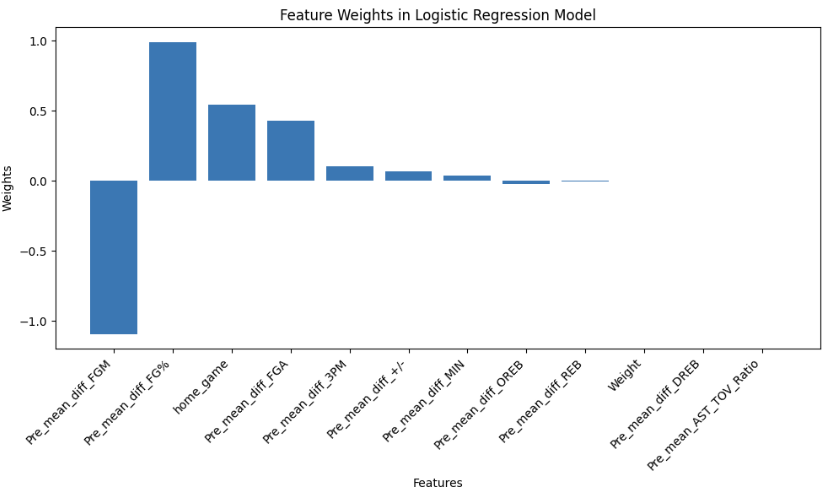 Feature Weights in Logistic Regression Model
1.0
0.5
0.0
−0.5
−1.0
Weights
Pre_mean_diff_FGM
Pre_mean_diff_FG%
home_game
Pre_mean_diff_FGA
Pre_mean_diff_3PM
Pre_mean_diff_+/-
Pre_mean_diff_MIN
Pre_mean_diff_OREB
Pre_mean_diff_REB
Weight
Pre_mean_diff_DREB
Pre_mean_AST_TOV_Ratio
Features